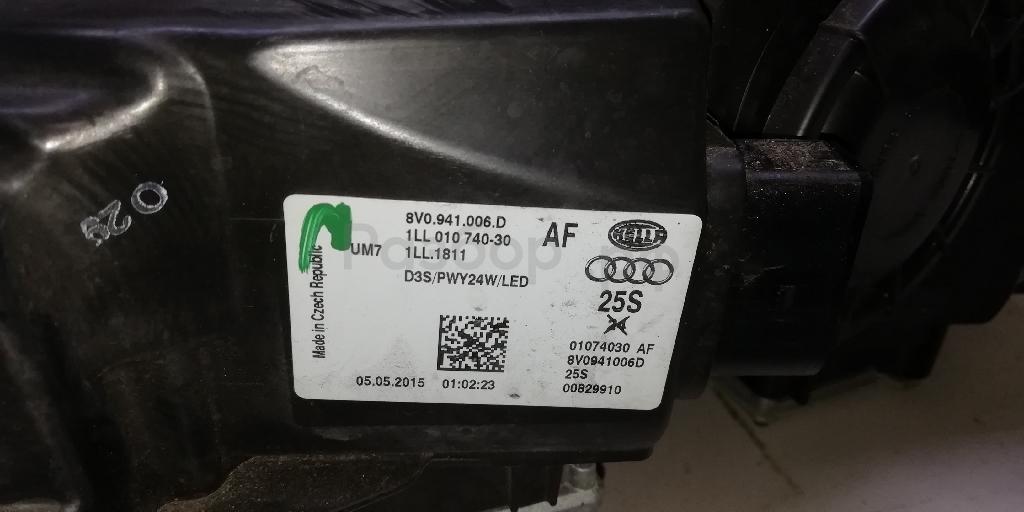 O28
8V0.941.006.D
1LL 010 740-30
UM7 1LL.1811
D3S/PWY24W/LED
AF
HELLA
25S
Made in Czech Republic
01074030 AF
8V0941006D
25S
00829910
05.05.2015 01:02:23